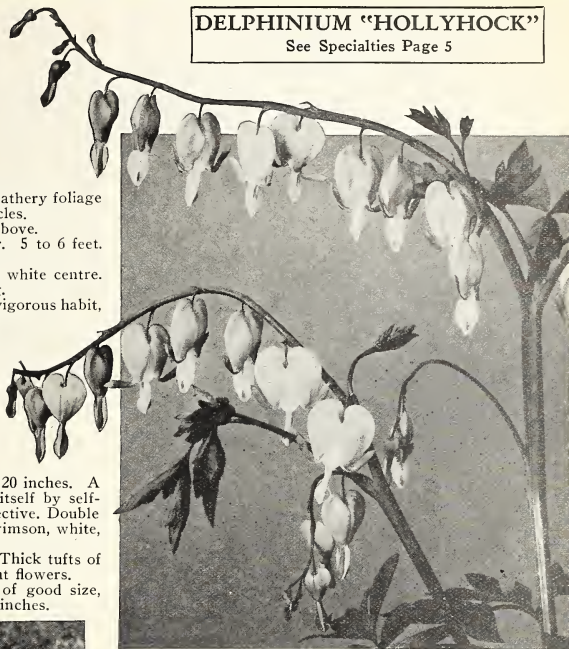 DELPHINIUM "HOLLYHOCK"
See Specialties Page 5
athery foliage
cles.
bove.
5 to 6 feet.
white centre.
vigorous habit,
20 inches. A
itself by self-
ective. Double
rimson, white,
Thick tufts of
nt flowers.
of good size,
inches.